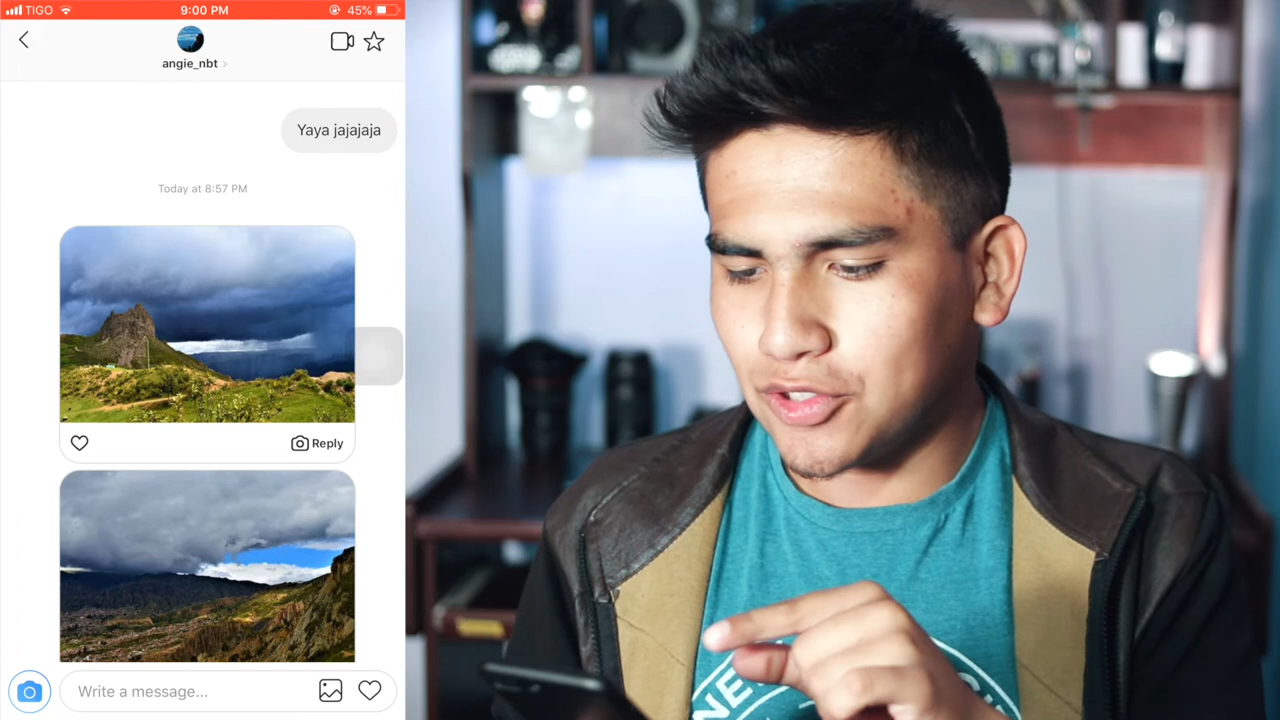 TIGO
9:00 PM
45%
angie_nbt
Yaya jajajaja
Today at 8:57 PM
Reply
Write a message...